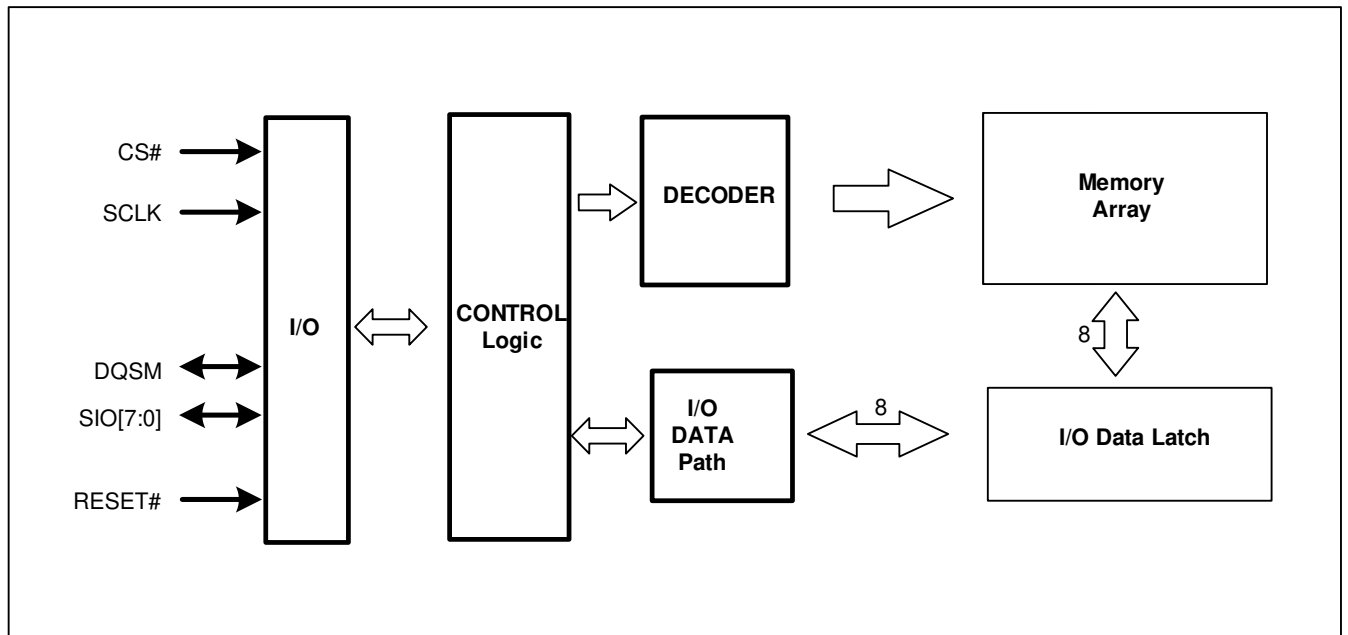 CS#
SCLK
DQSM
SIO[7:0]
RESET#
I/O
CONTROL
Logic
DECODER
I/O
DATA
Path
8
Memory
Array
8
I/O Data Latch